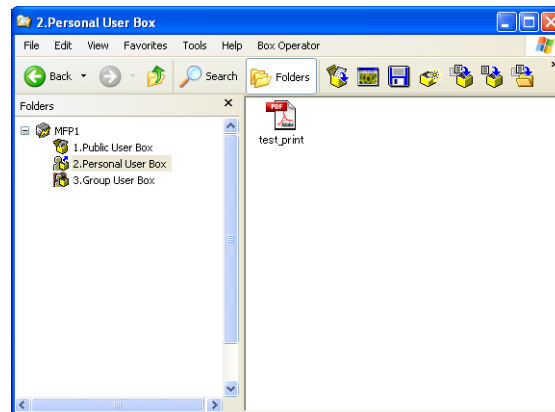 2.Personal User Box
File Edit View Favorites Tools Help Box Operator
Back Search Folders »
Folders x
MFP1
1.Public User Box
2.Personal User Box
3.Group User Box
PDF
Adobe
test_print